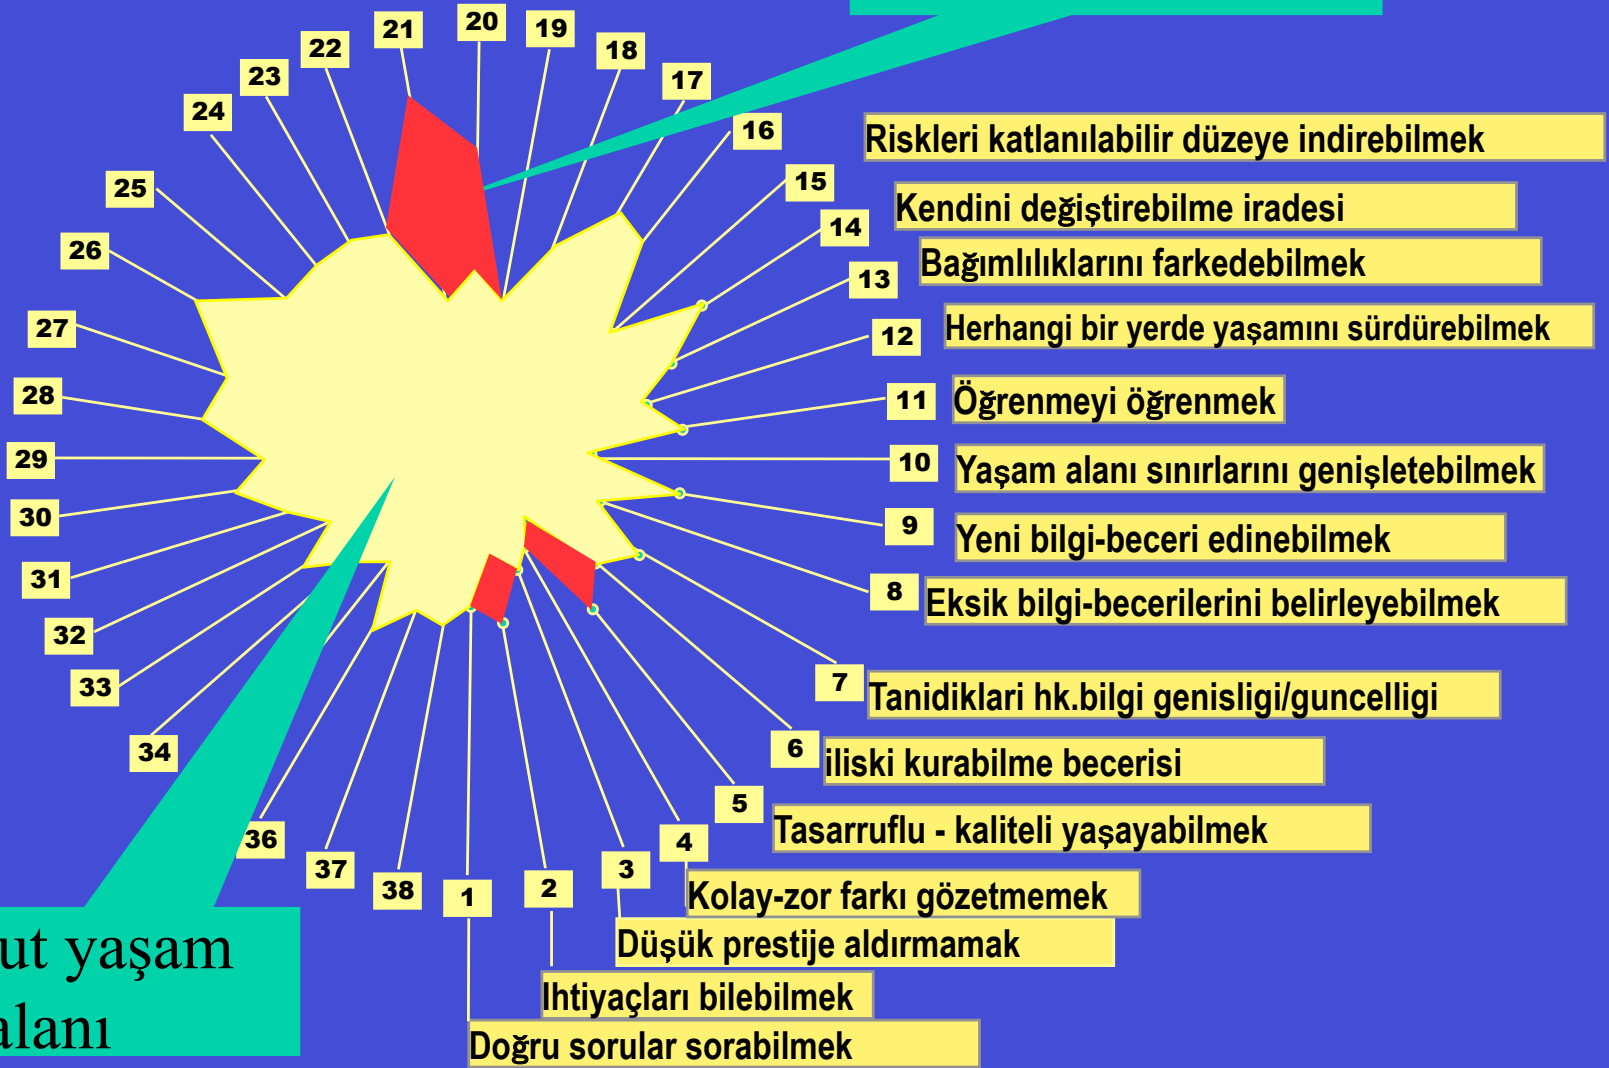 21
20
19
22
18
23
17
24
16
Riskleri katlanılabilir düzeye indirebilmek
25
15
Kendini değiştirebilme iradesi
14
26
Bağımlılıklarını farkedebilmek
13
27
12
Herhangi bir yerde yaşamını sürdürebilmek
28
11
Öğrenmeyi öğrenmek
29
10
Yaşam alanı sınırlarını genişletebilmek
30
9
Yeni bilgi-beceri edinebilmek
31
8
Eksik bilgi-becerilerini belirleyebilmek
32
33
7
Tanidiklari hk.bilgi genisligi/guncelligi
34
6
iliski kurabilme becerisi
5
Tasarruflu - kaliteli yaşayabilmek
36
4
37
3
38
1
2
Kolay-zor farkı gözetmemek
Düşük prestije aldırmamak
Ihtiyaçları bilebilmek
Doğru sorular sorabilmek
ut yaşam
alanı